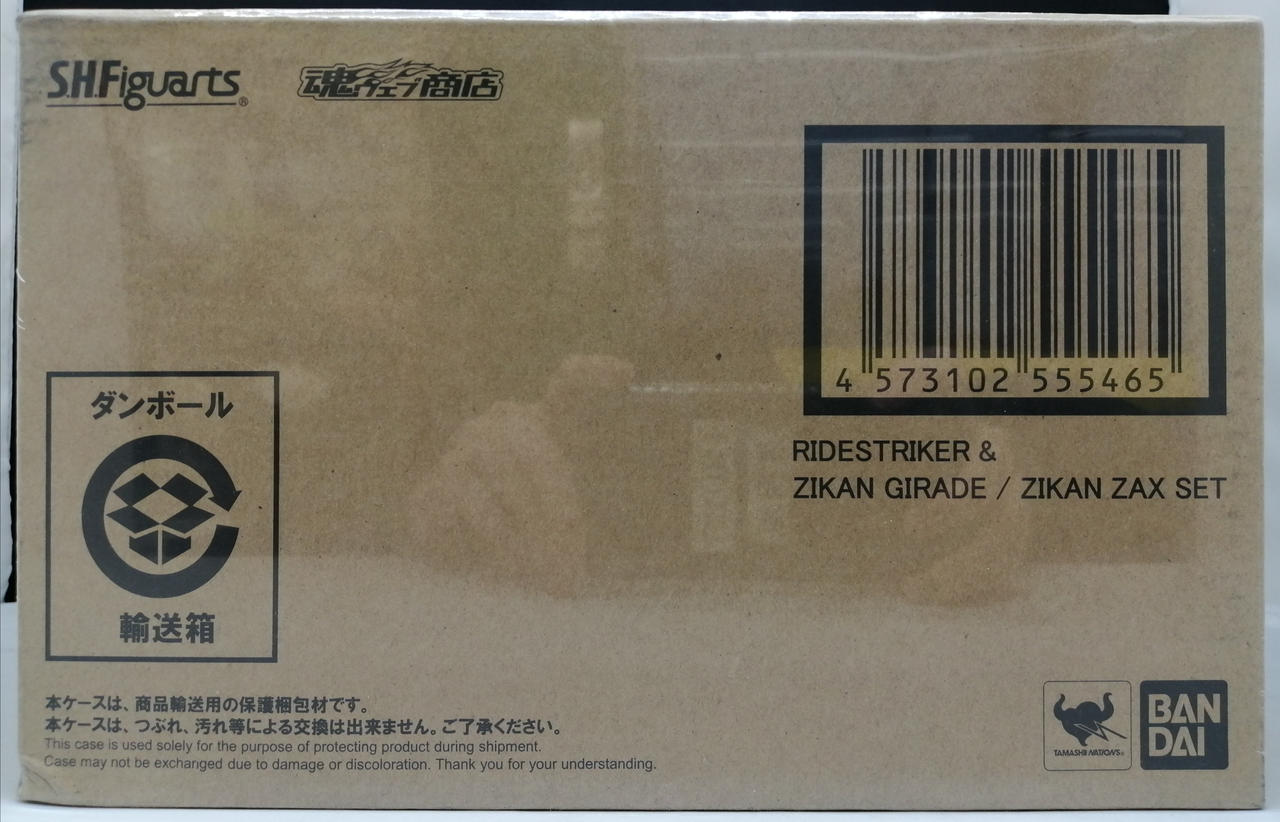 S.H.Figuarts®
魂ウェブ商店
4 573102 555465
RIDESTRIKER &
ZIKAN GIRADE / ZIKAN ZAX SET
ダンボール
輸送箱
本ケースは、商品輸送用の保護梱包材です。
本ケースは、つぶれ、汚れ等による交換は出来ません。ご了承ください。
This case is used solely for the purpose of protecting product during shipment.
Case may not be exchanged due to damage or discoloration. Thank you for your understanding.
TAMASHII NATIONS®
BAN
DAI